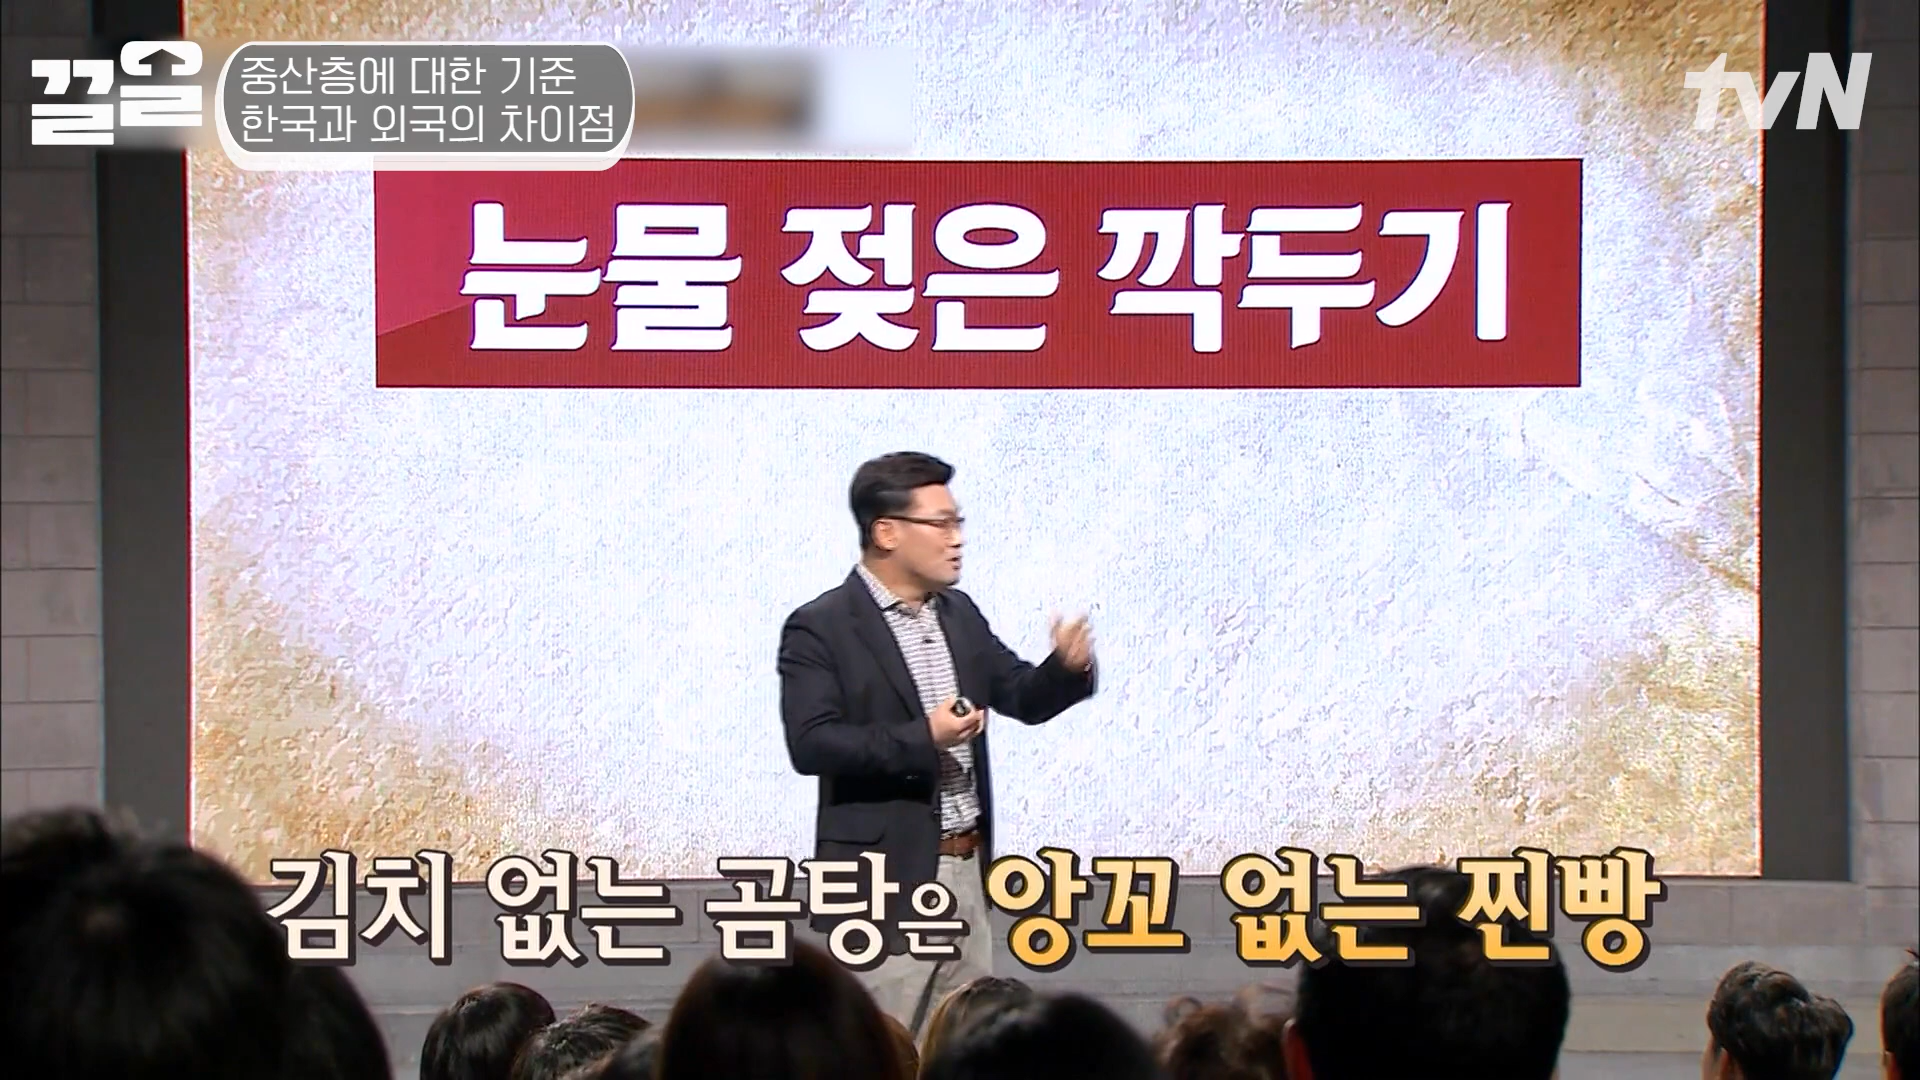 끌올
중산층에 대한 기준
한국과 외국의 차이점
tvN
눈물 젖은 깍두기
김치 없는 곰탕은 앙꼬 없는 찐빵